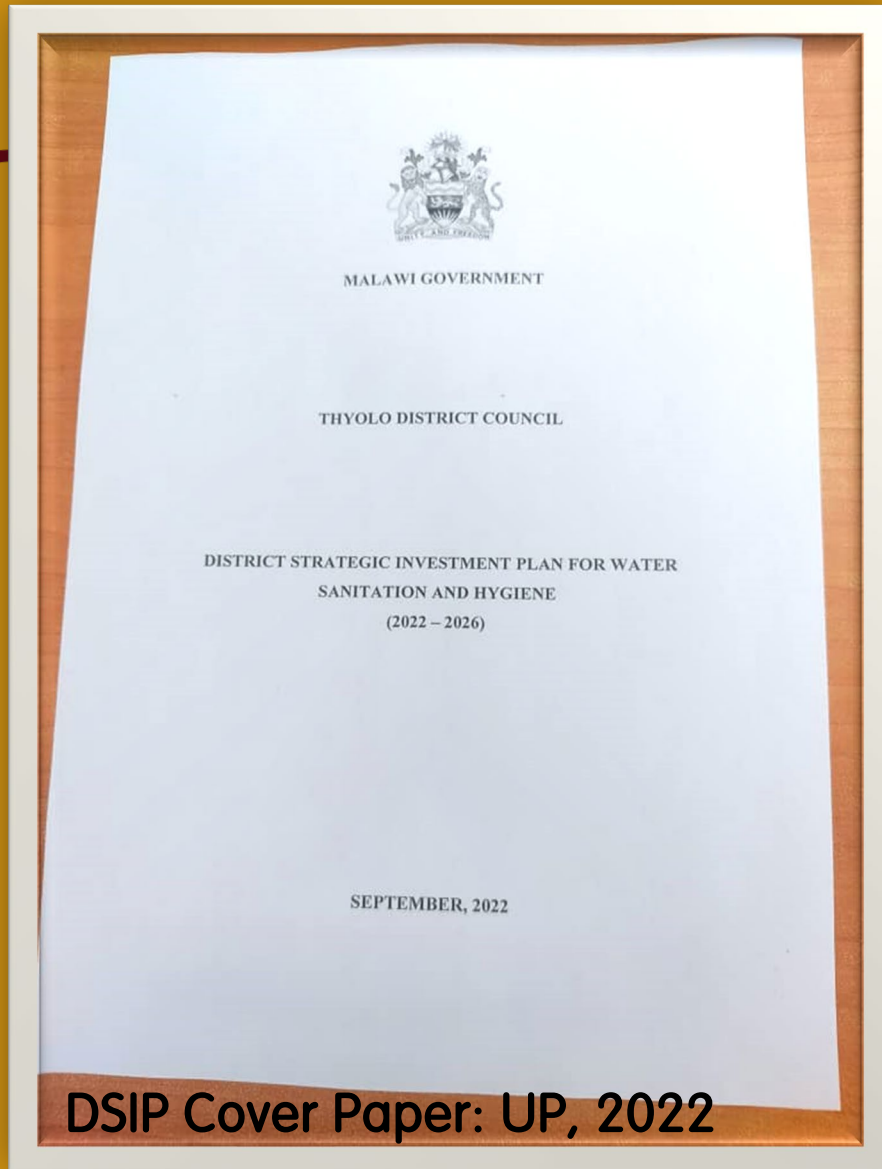 UNITY AND FREEDOM
MALAWI GOVERNMENT
THYOLO DISTRICT COUNCIL
DISTRICT STRATEGIC INVESTMENT PLAN FOR WATER
SANITATION AND HYGIENE
(2022 – 2026)
SEPTEMBER, 2022
DSIP Cover Paper: UP, 2022